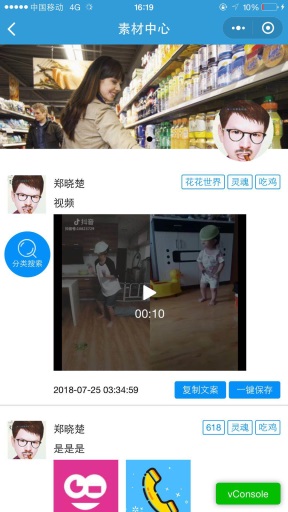 中国移动 4G 16:19 10%
素材中心
郑晓楚 花花世界 灵魂 吃鸡
视频
抖音
00:10
分类搜索
2018-07-25 03:34:59 复制文案 一键保存
郑晓楚 618 灵魂 吃鸡
是是是
vConsole